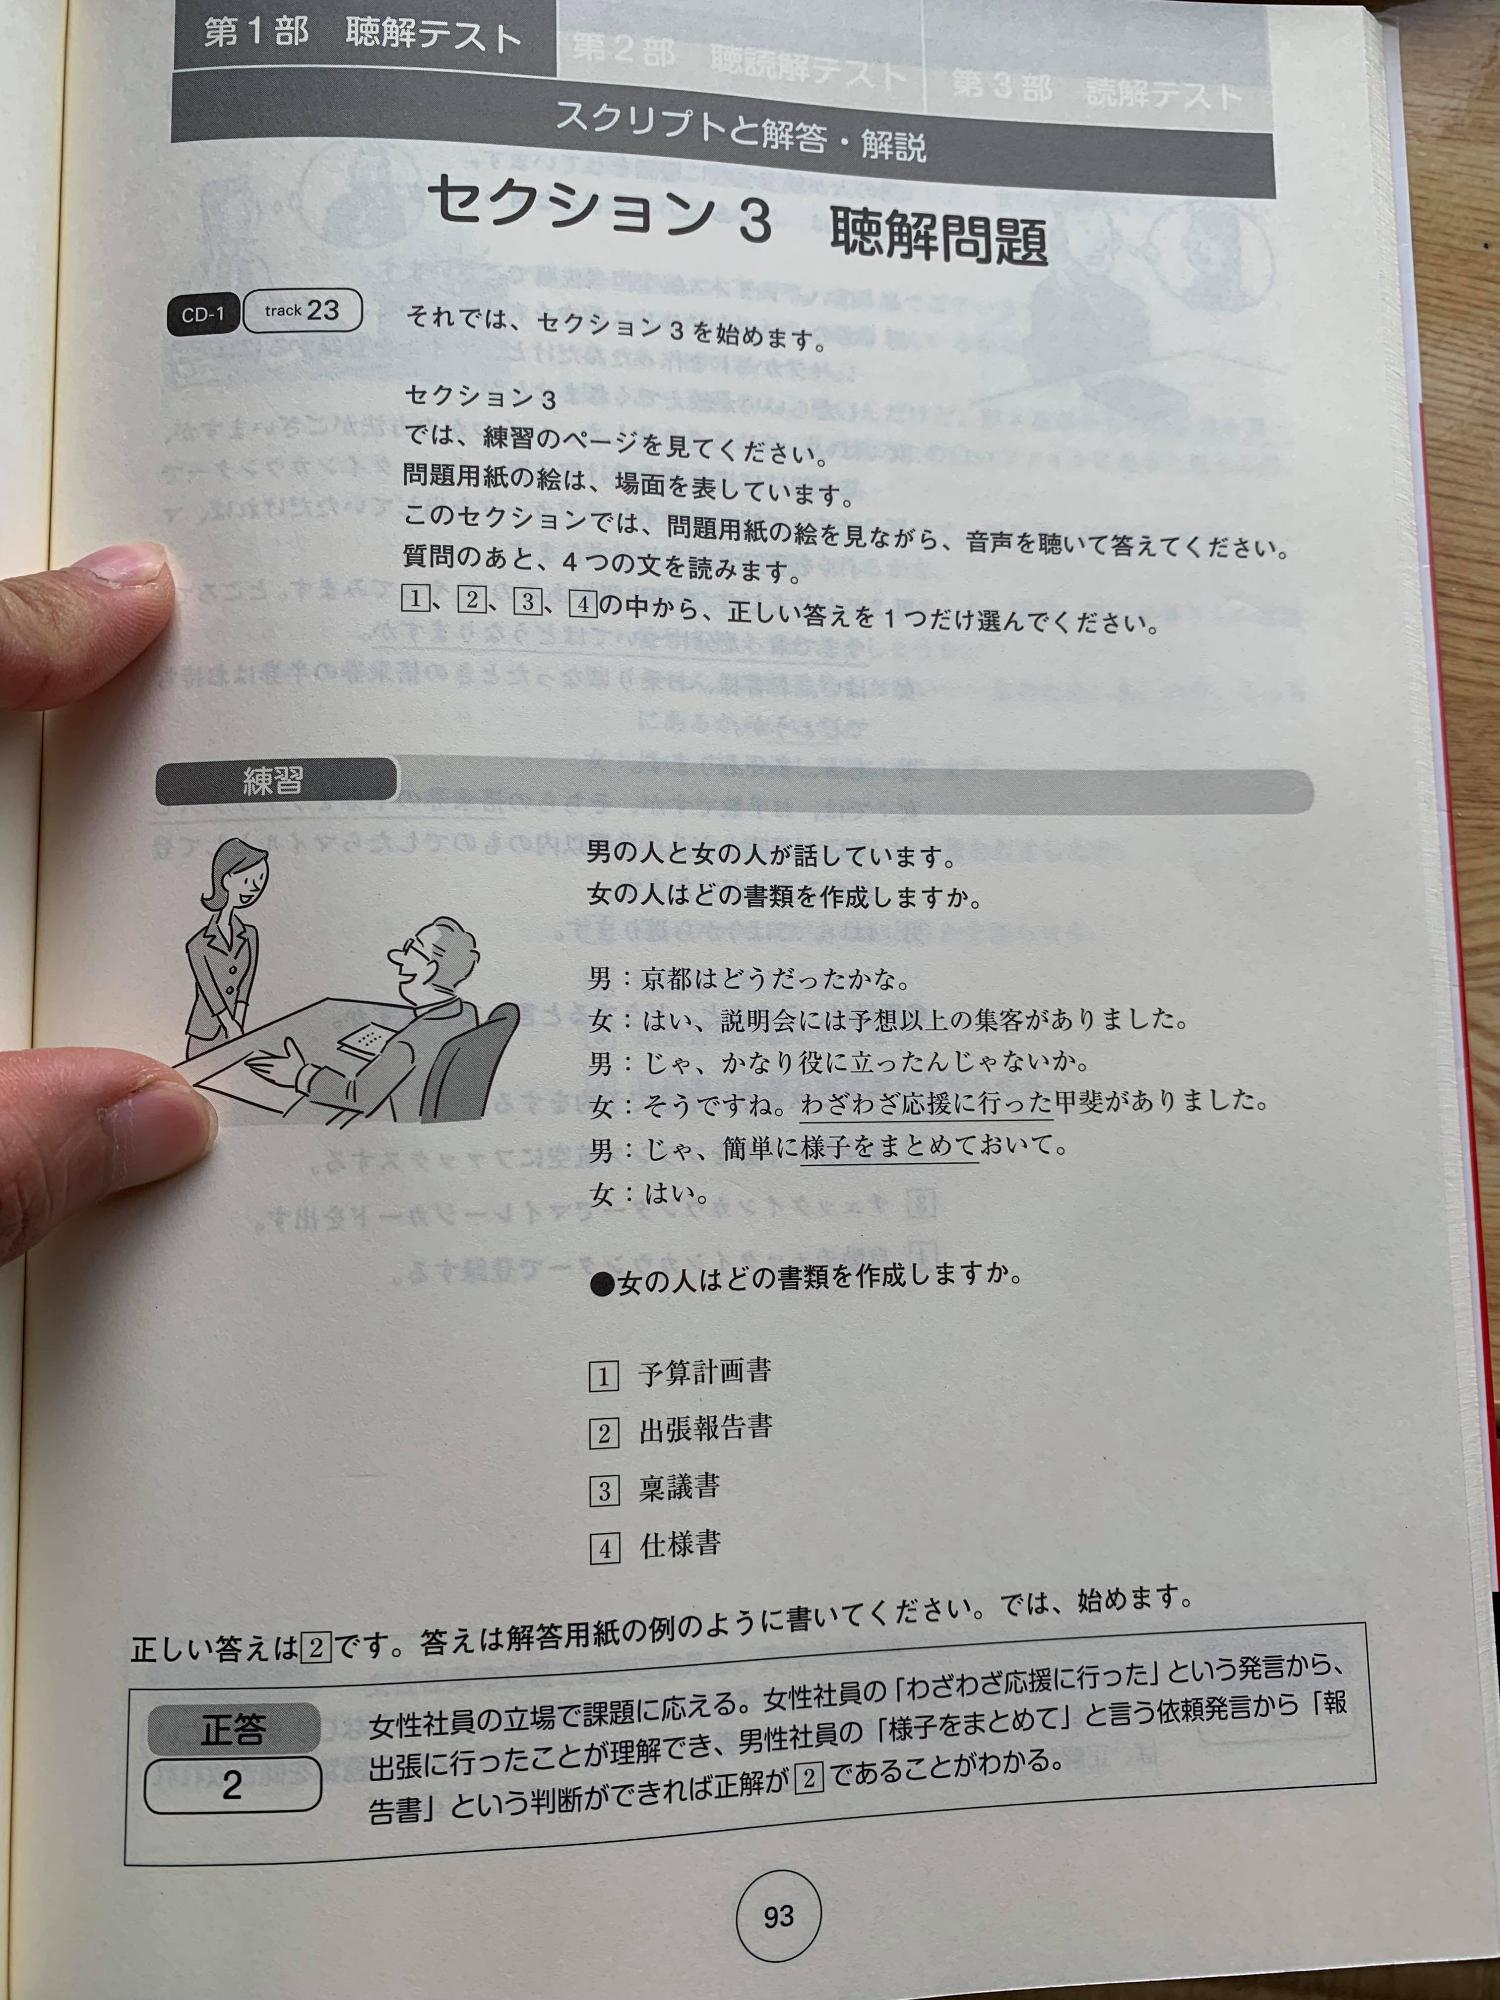 第1部 聴解テスト
第2部 聴読解テスト
第3部 読解テスト
スクリプトと解答・解説
セクション3 聴解問題
CD-1 track 23
それでは、セクション3を始めます。
セクション3
では、練習のページを見てください。
問題用紙の絵は、場面を表しています。
このセクションでは、問題用紙の絵を見ながら、音声を聴いて答えてください。
質問のあと、4つの文を読みます。
1、2、3、4の中から、正しい答えを1つだけ選んでください。
練習
男の人と女の人が話しています。
女の人はどの書類を作成しますか。
男：京都はどうだったかな。
女：はい、説明会には予想以上の集客がありました。
男：じゃ、かなり役に立ったんじゃないか。
女：そうですね。わざわざ応援に行った甲斐がありました。
男：じゃ、簡単に様子をまとめておいて。
女：はい。
●女の人はどの書類を作成しますか。
1 予算計画書
2 出張報告書
3 稟議書
4 仕様書
正しい答えは2です。答えは解答用紙の例のように書いてください。では、始めます。
正答
2
女性社員の立場で課題に応える。女性社員の「わざわざ応援に行った」という発言から、
出張に行ったことが理解でき、男性社員の「様子をまとめて」と言う依頼発言から「報
告書」という判断ができれば正解が2であることがわかる。
93